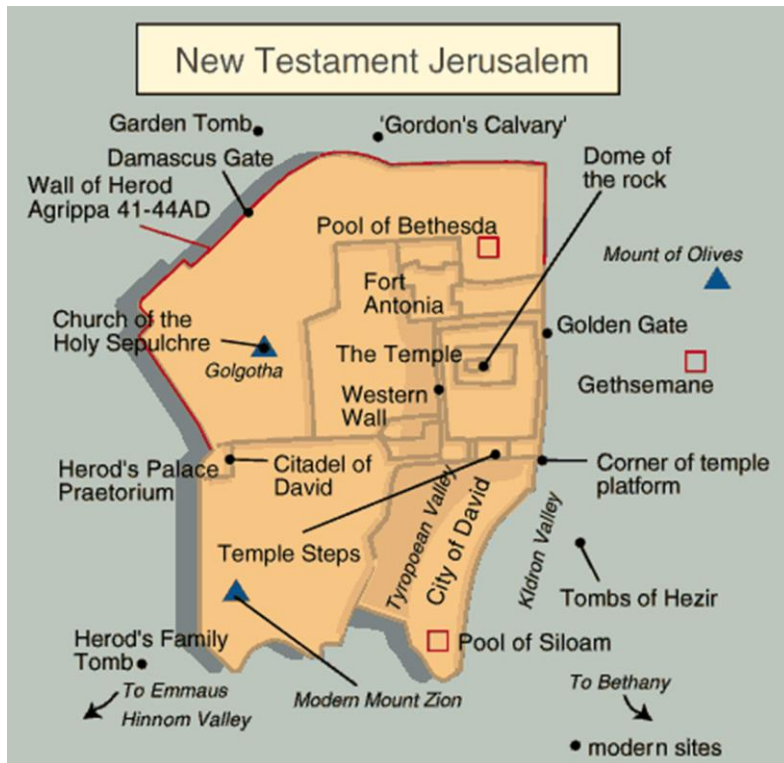 New Testament Jerusalem
Garden Tomb
'Gordon's Calvary'
Damascus Gate
Dome of
the rock
Wall of Herod
Agrippa 41-44AD
Pool of Bethesda
Mount of Olives
Fort
Antonia
Church of the
Holy Sepulchre
Golgotha
Golden Gate
The Temple
Gethsemane
Western
Wall
Herod's Palace
Praetorium
Citadel of
David
Corner of temple
platform
Tyropoean Valley
City of David
KIdron Valley
Temple Steps
Tombs of Hezir
Herod's Family
Tomb
Pool of Siloam
To Emmaus
Hinnom Valley
Modern Mount Zion
To Bethany
modern sites